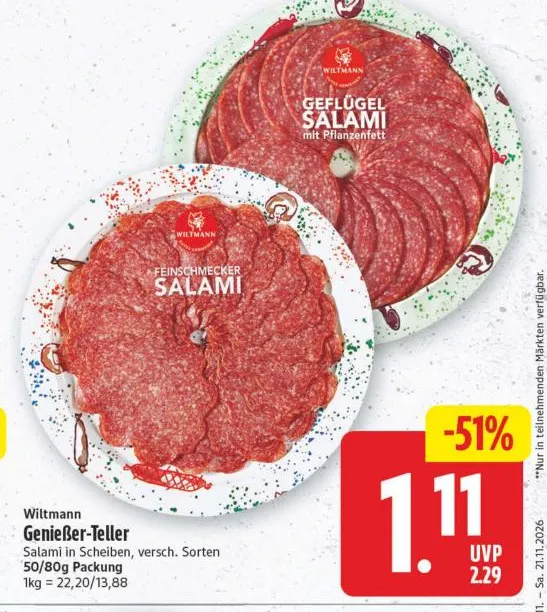 WILTMANN
GEFLÜGEL
SALAMI
mit Pflanzenfett
WILTMANN
FEINSCHMECKER
SALAMI
-51%
1.11
UVP
2.29
Wiltmann
Genießer-Teller
Salami in Scheiben, versch. Sorten
50/80g Packung
1kg = 22,20/13,88
**Nur in teilnehmenden Märkten verfügbar.
– Sa. 21.11.2026